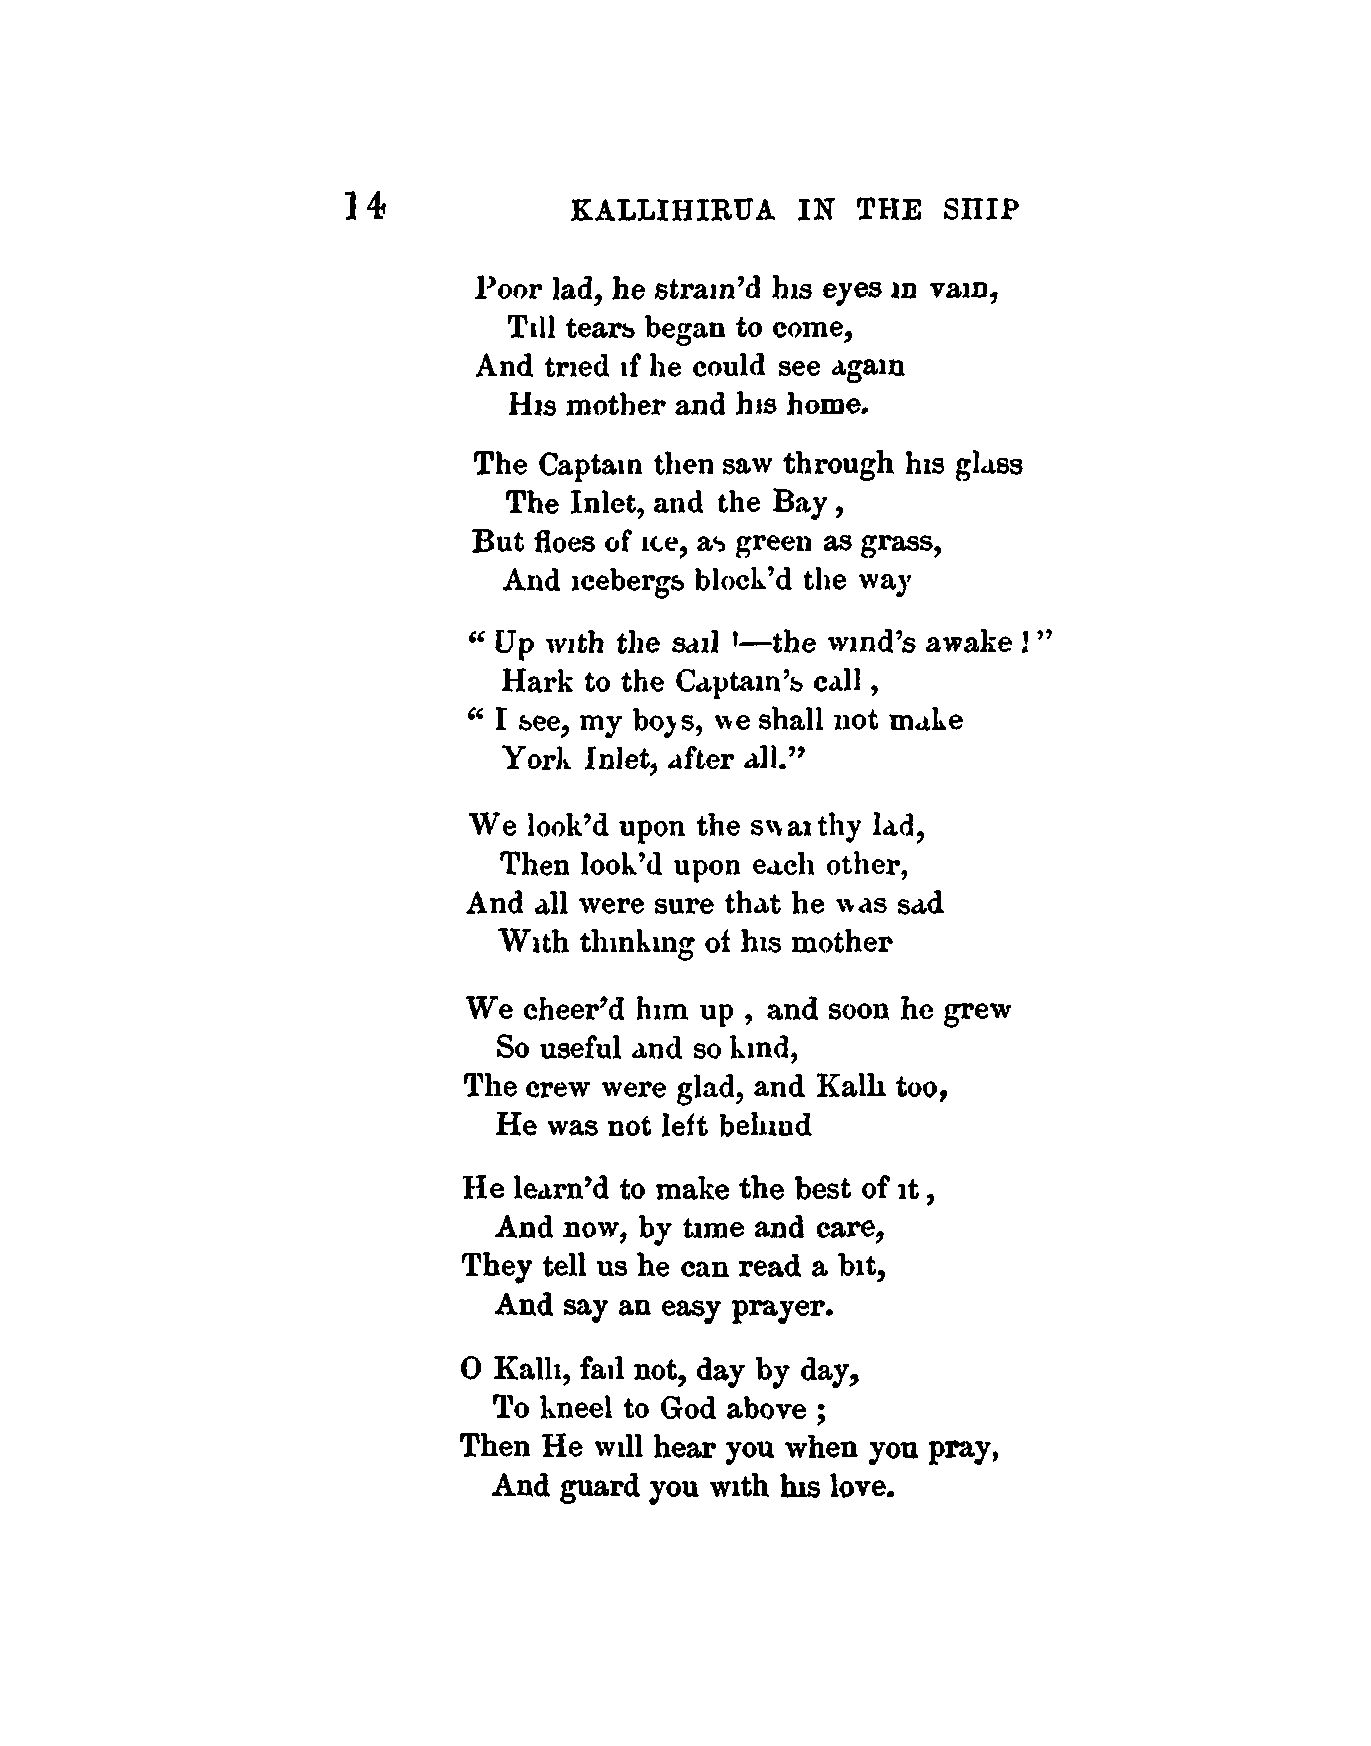 14 KALLIHIRUA IN THE SHIP
Poor lad, he strain'd his eyes in vain,
Till tears began to come,
And tried if he could see again
His mother and his home.
The Captain then saw through his glass
The Inlet, and the Bay,
But floes of ice, as green as grass,
And icebergs block'd the way
“Up with the sail!—the wind's awake!”
Hark to the Captain's call,
“I see, my boys, we shall not make
York Inlet, after all.”
We look'd upon the swarthy lad,
Then look'd upon each other,
And all were sure that he was sad
With thinking of his mother
We cheer'd him up, and soon he grew
So useful and so kind,
The crew were glad, and Kalli too,
He was not left behind
He learn'd to make the best of it,
And now, by time and care,
They tell us he can read a bit,
And say an easy prayer.
O Kalli, fail not, day by day,
To kneel to God above;
Then He will hear you when you pray,
And guard you with his love.